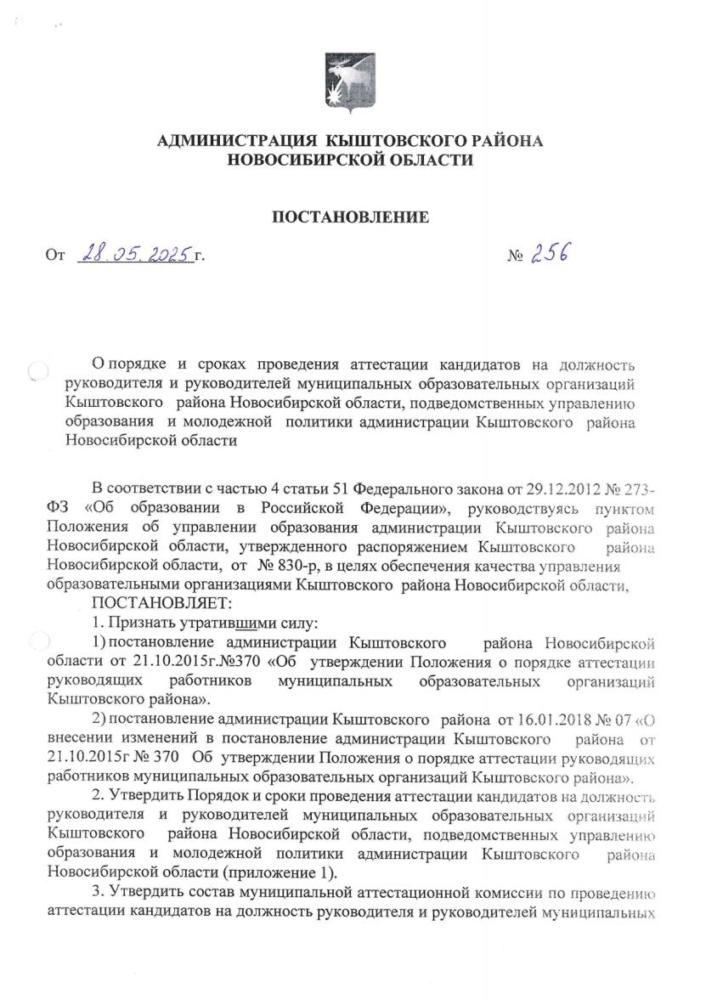 АДМИНИСТРАЦИЯ КЫШТОВСКОГО РАЙОНА
НОВОСИБИРСКОЙ ОБЛАСТИ
ПОСТАНОВЛЕНИЕ
От 28.05.2025 г. № 256
О порядке и сроках проведения аттестации кандидатов на должность
руководителя и руководителей муниципальных образовательных организаций
Кыштовского района Новосибирской области, подведомственных управлению
образования и молодежной политики администрации Кыштовского района
Новосибирской области
В соответствии с частью 4 статьи 51 Федерального закона от 29.12.2012 № 273-
ФЗ «Об образовании в Российской Федерации», руководствуясь пунктом
Положения об управлении образования администрации Кыштовского района
Новосибирской области, утвержденного распоряжением Кыштовского района
Новосибирской области, от № 830-р, в целях обеспечения качества управления
образовательными организациями Кыштовского района Новосибирской области,
ПОСТАНОВЛЯЕТ:
1. Признать утратившими силу:
1) постановление администрации Кыштовского района Новосибирской
области от 21.10.2015г.№370 «Об утверждении Положения о порядке аттестации
руководящих работников муниципальных образовательных организаций
Кыштовского района».
2) постановление администрации Кыштовского района от 16.01.2018 № 07 «О
внесении изменений в постановление администрации Кыштовского района от
21.10.2015г № 370 Об утверждении Положения о порядке аттестации руководящих
работников муниципальных образовательных организаций Кыштовского района».
2. Утвердить Порядок и сроки проведения аттестации кандидатов на должность
руководителя и руководителей муниципальных образовательных организаций
Кыштовского района Новосибирской области, подведомственных управлению
образования и молодежной политики администрации Кыштовского района
Новосибирской области (приложение 1).
3. Утвердить состав муниципальной аттестационной комиссии по проведению
аттестации кандидатов на должность руководителя и руководителей муниципальных